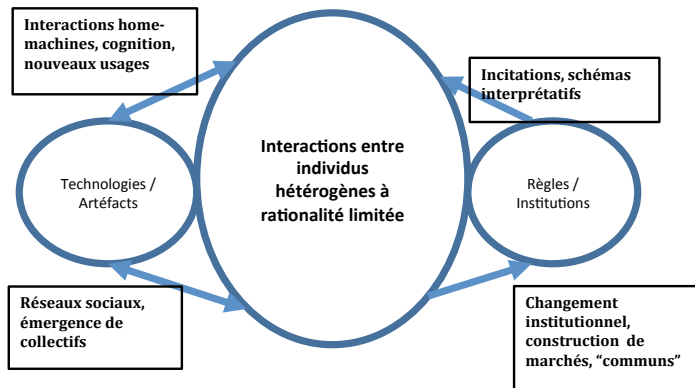 Interactions home-
machines, cognition,
nouveaux usages
Incitations, schémas
interprétatifs
Interactions entre
individus
hétérogènes à
rationalité limitée
Technologies /
Artéfacts
Règles /
Institutions
Réseaux sociaux,
émergence de
collectifs
Changement
institutionnel,
construction de
marchés, “communs”